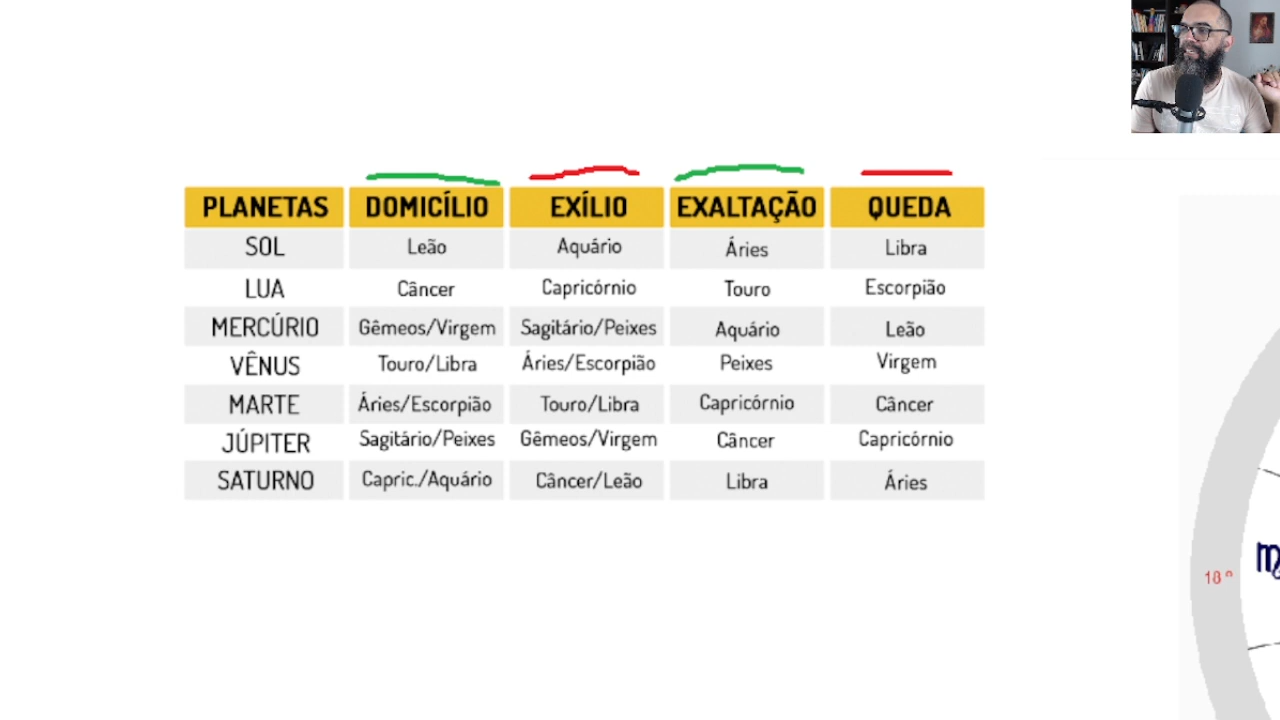 PLANETAS DOMICÍLIO EXÍLIO EXALTAÇÃO QUEDA
SOL Leão Aquário Áries Libra
LUA Câncer Capricórnio Touro Escorpião
MERCÚRIO Gêmeos/Virgem Sagitário/Peixes Aquário Leão
VÊNUS Touro/Libra Áries/Escorpião Peixes Virgem
MARTE Áries/Escorpião Touro/Libra Capricórnio Câncer
JÚPITER Sagitário/Peixes Gêmeos/Virgem Câncer Capricórnio
SATURNO Capric./Aquário Câncer/Leão Libra Áries
18º